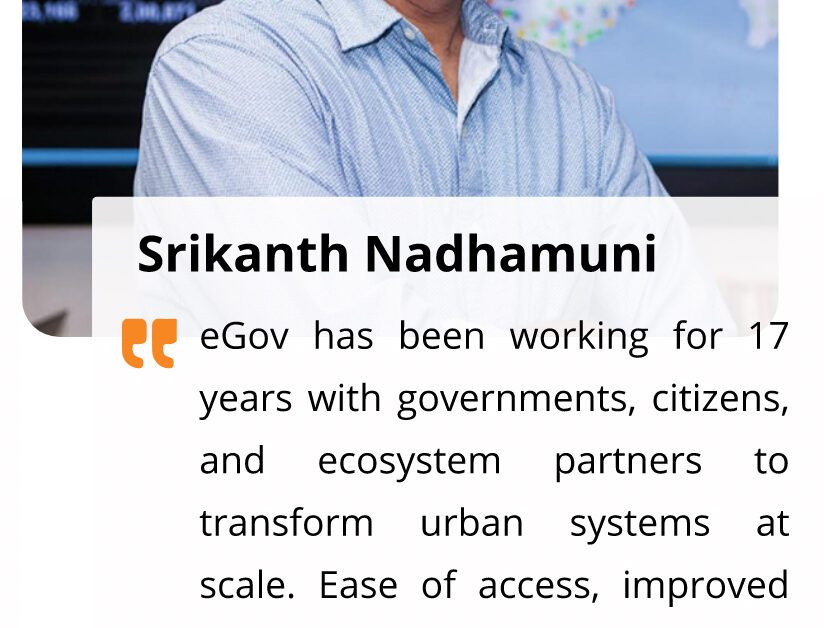 Srikanth Nadhamuni
eGov has been working for 17
years with governments, citizens,
and ecosystem partners to
transform urban systems at
scale. Ease of access, improved